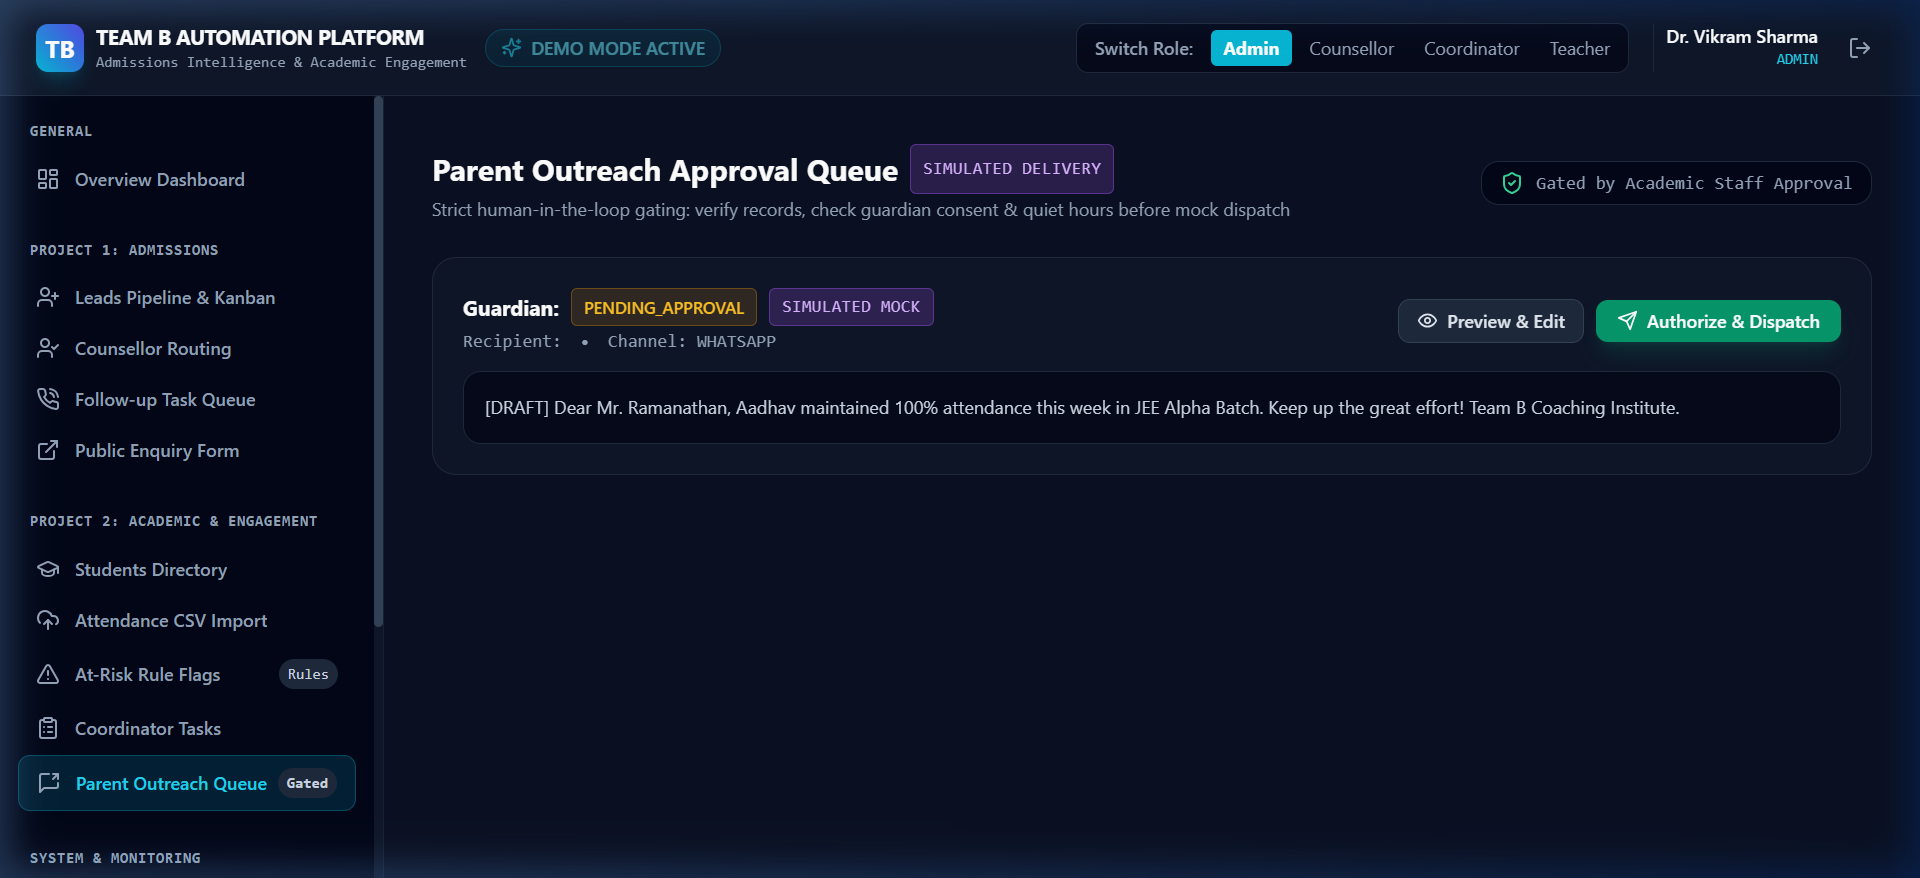 TB
TEAM B AUTOMATION PLATFORM
Admissions Intelligence & Academic Engagement
DEMO MODE ACTIVE
Switch Role:
Admin
Counsellor
Coordinator
Teacher
Dr. Vikram Sharma
ADMIN
GENERAL
Overview Dashboard
PROJECT 1: ADMISSIONS
Leads Pipeline & Kanban
Counsellor Routing
Follow-up Task Queue
Public Enquiry Form
PROJECT 2: ACADEMIC & ENGAGEMENT
Students Directory
Attendance CSV Import
At-Risk Rule Flags
Rules
Coordinator Tasks
Parent Outreach Queue
Gated
SYSTEM & MONITORING
Parent Outreach Approval Queue
SIMULATED DELIVERY
Strict human-in-the-loop gating: verify records, check guardian consent & quiet hours before mock dispatch
Gated by Academic Staff Approval
Guardian:
PENDING_APPROVAL
SIMULATED MOCK
Recipient: • Channel: WHATSAPP
Preview & Edit
Authorize & Dispatch
[DRAFT] Dear Mr. Ramanathan, Aadhav maintained 100% attendance this week in JEE Alpha Batch. Keep up the great effort! Team B Coaching Institute.